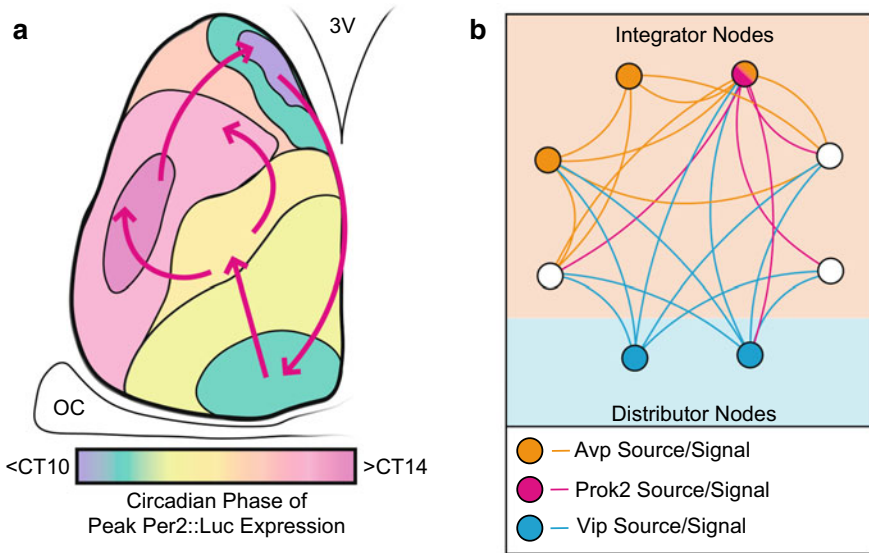 a
3V
OC
<CT10
>CT14
Circadian Phase of
Peak Per2::Luc Expression
b
Integrator Nodes
Distributor Nodes
Avp Source/Signal
Prok2 Source/Signal
Vip Source/Signal